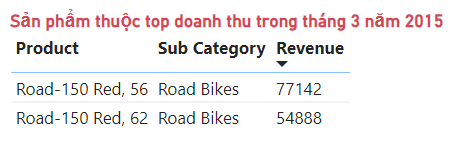 Sản phẩm thuộc top doanh thu trong tháng 3 năm 2015
Product Sub Category Revenue
Road-150 Red, 56 Road Bikes 77142
Road-150 Red, 62 Road Bikes 54888